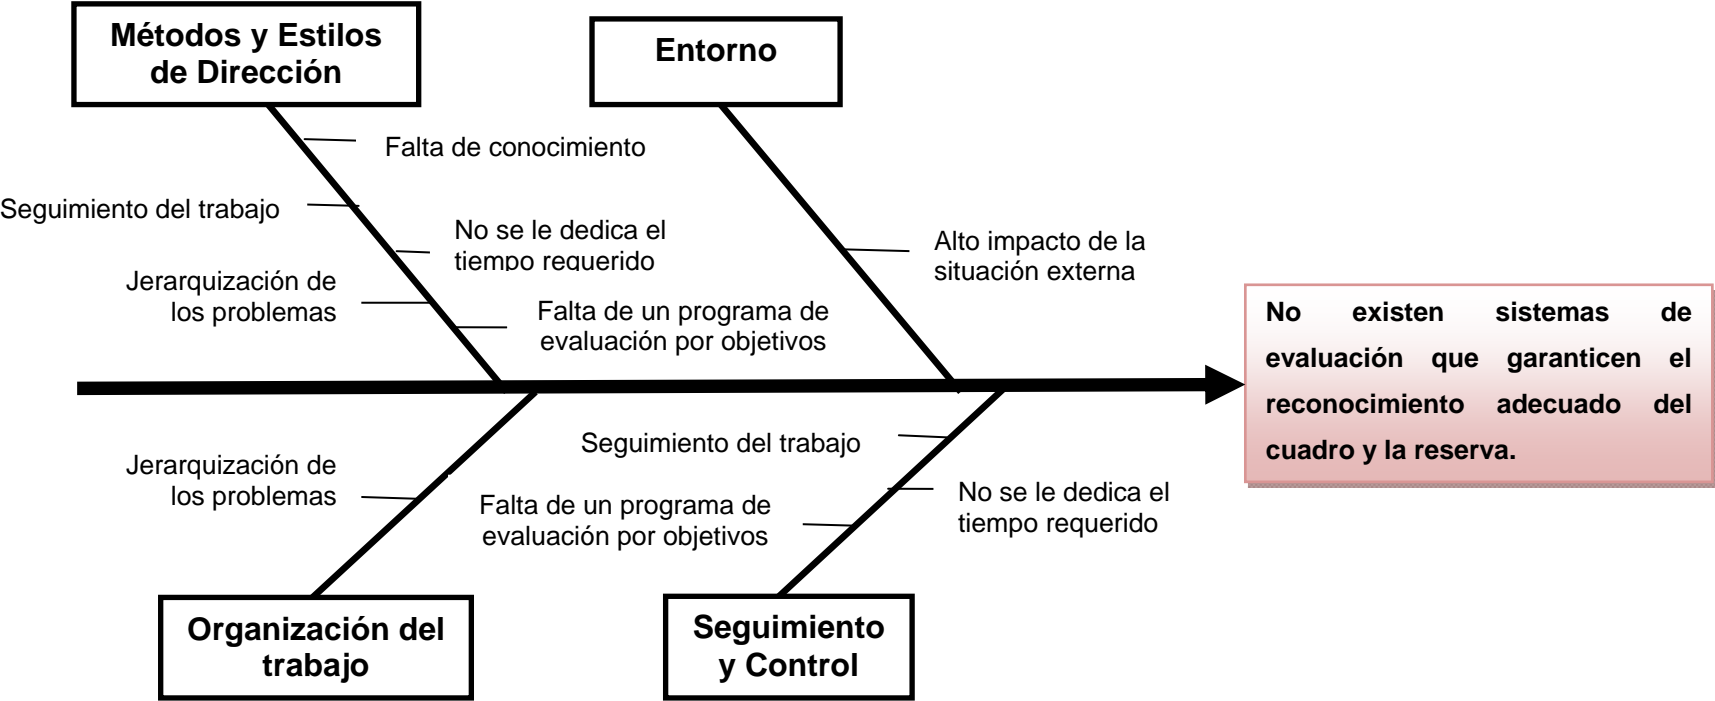 Métodos y Estilos
de Dirección
Entorno
Falta de conocimiento
Seguimiento del trabajo
No se le dedica el
tiempo requerido
Alto impacto de la
situación externa
Jerarquización de
los problemas
Falta de un programa de
evaluación por objetivos
No existen sistemas de
evaluación que garanticen el
reconocimiento adecuado del
cuadro y la reserva.
Seguimiento del trabajo
Jerarquización de
los problemas
Falta de un programa de
evaluación por objetivos
No se le dedica el
tiempo requerido
Organización del
trabajo
Seguimiento
y Control